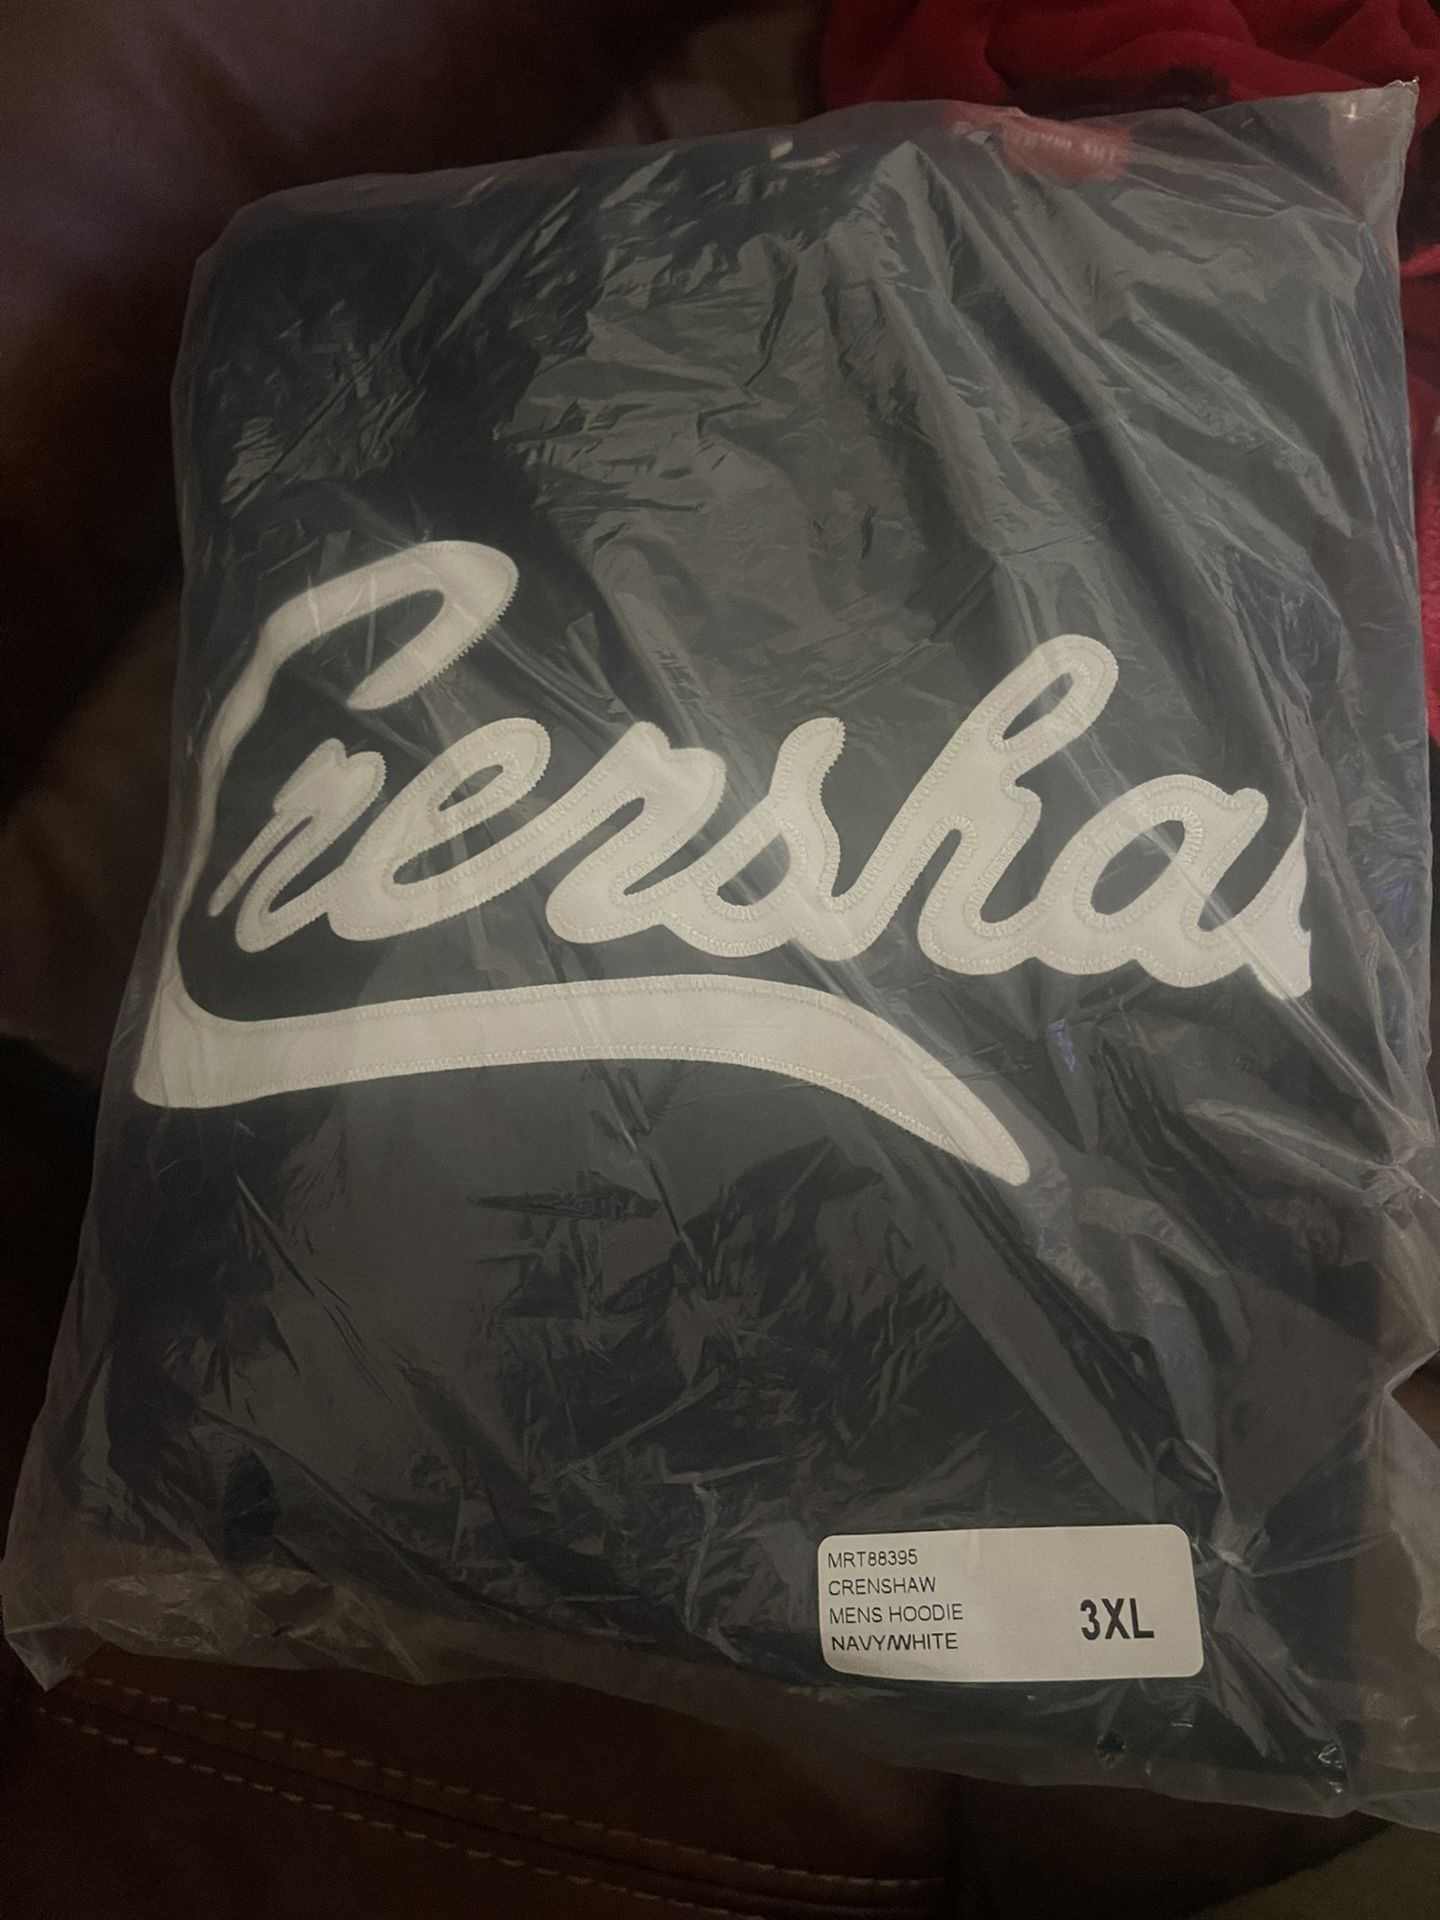 Crensha
MRT88395
CRENSHAW
MENS HOODIE
NAVY/WHITE
3XL